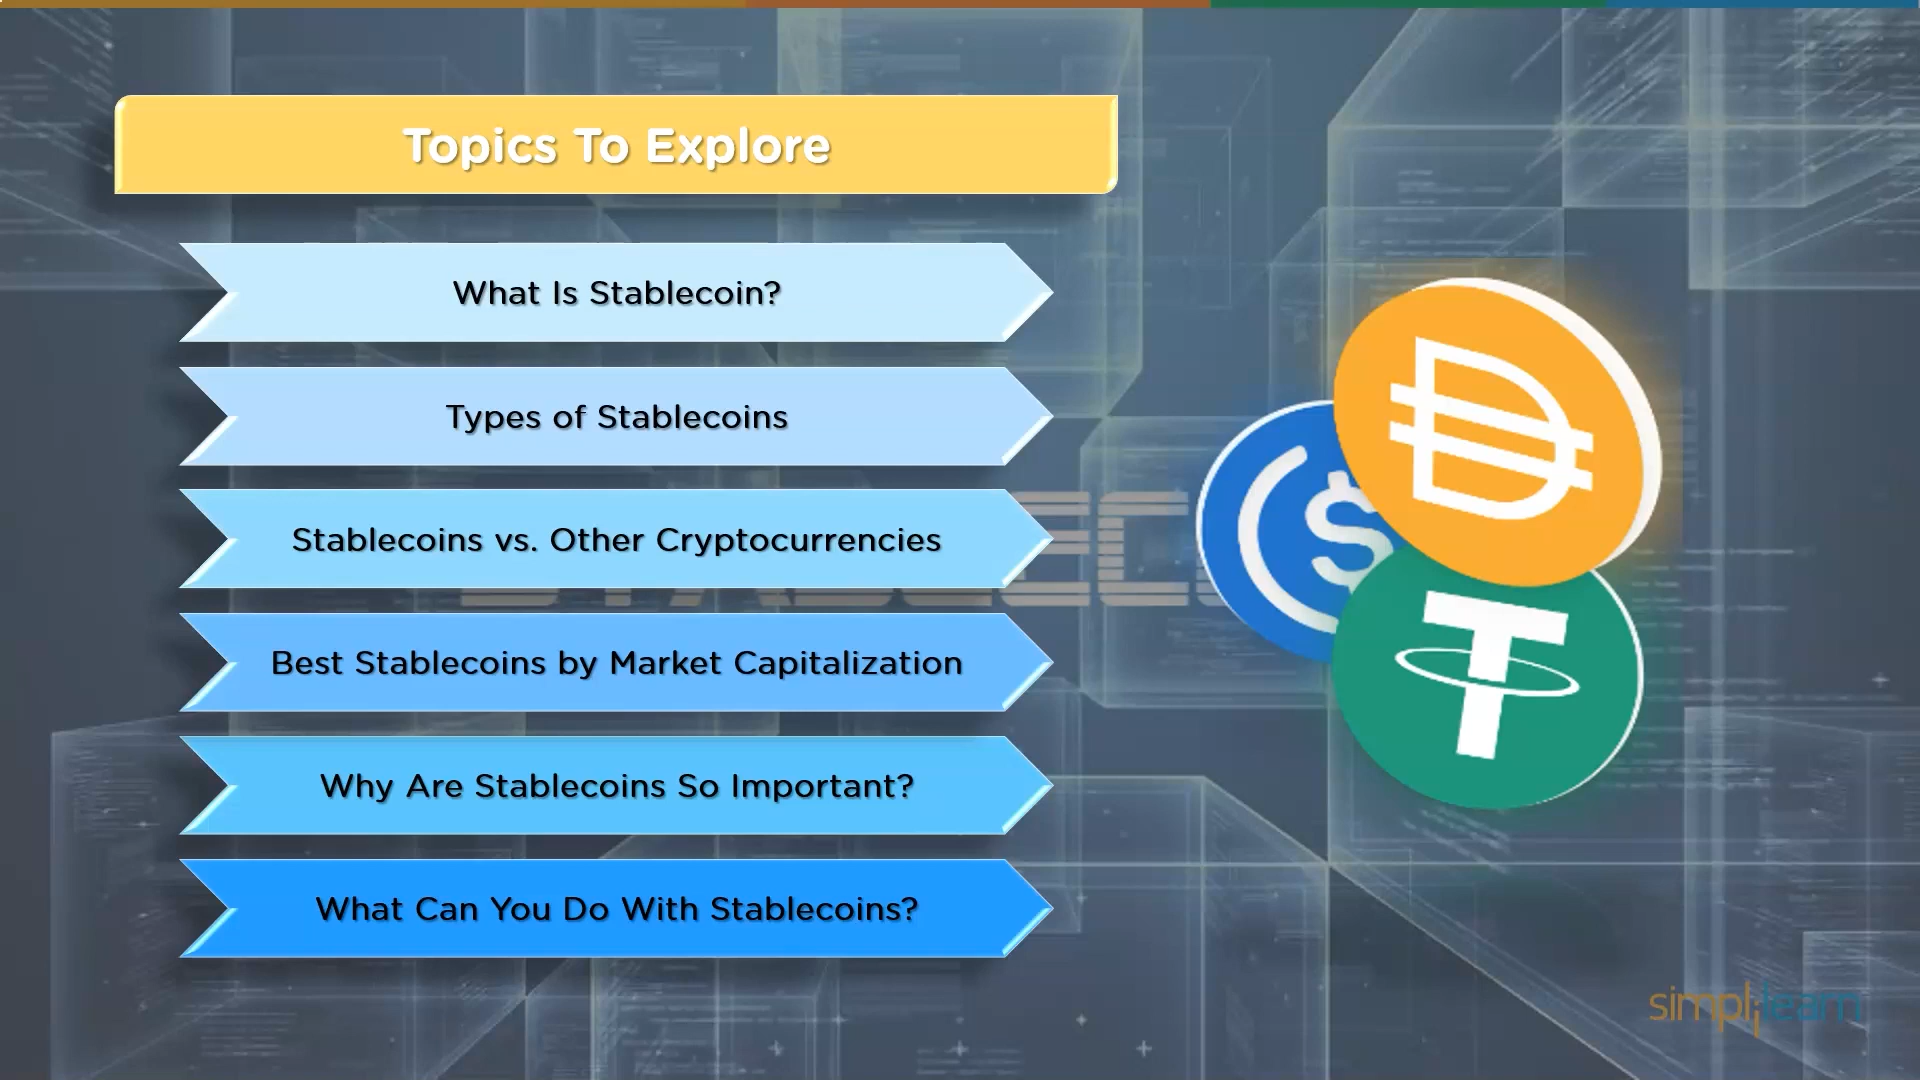 Topics To Explore
What Is Stablecoin?
Types of Stablecoins
Stablecoins vs. Other Cryptocurrencies
Best Stablecoins by Market Capitalization
Why Are Stablecoins So Important?
What Can You Do With Stablecoins?
simplilearn